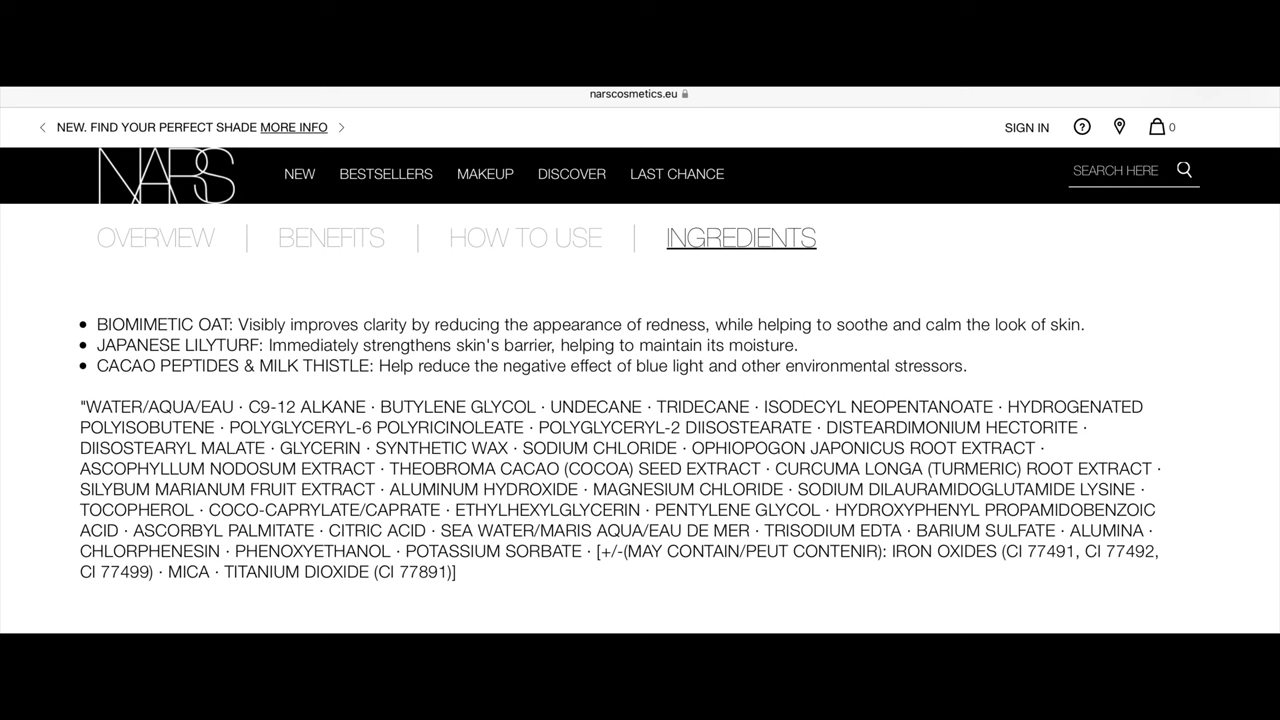 narscosmetics.eu
NEW. FIND YOUR PERFECT SHADE MORE INFO
SIGN IN
0
NARS
NEW
BESTSELLERS
MAKEUP
DISCOVER
LAST CHANCE
SEARCH HERE
OVERVIEW
BENEFITS
HOW TO USE
INGREDIENTS
• BIOMIMETIC OAT: Visibly improves clarity by reducing the appearance of redness, while helping to soothe and calm the look of skin.
• JAPANESE LILYTURF: Immediately strengthens skin's barrier, helping to maintain its moisture.
• CACAO PEPTIDES & MILK THISTLE: Help reduce the negative effect of blue light and other environmental stressors.
"WATER/AQUA/EAU · C9-12 ALKANE · BUTYLENE GLYCOL · UNDECANE · TRIDECANE · ISODECYL NEOPENTANOATE · HYDROGENATED
POLYISOBUTENE · POLYGLYCERYL-6 POLYRICINOLEATE · POLYGLYCERYL-2 DIISOSTEARATE · DISTEARDIMONIUM HECTORITE ·
DIISOSTEARYL MALATE · GLYCERIN · SYNTHETIC WAX · SODIUM CHLORIDE · OPHIOPOGON JAPONICUS ROOT EXTRACT ·
ASCOPHYLLUM NODOSUM EXTRACT · THEOBROMA CACAO (COCOA) SEED EXTRACT · CURCUMA LONGA (TURMERIC) ROOT EXTRACT ·
SILYBUM MARIANUM FRUIT EXTRACT · ALUMINUM HYDROXIDE · MAGNESIUM CHLORIDE · SODIUM DILAURAMIDOGLUTAMIDE LYSINE ·
TOCOPHEROL · COCO-CAPRYLATE/CAPRATE · ETHYLHEXYLGLYCERIN · PENTYLENE GLYCOL · HYDROXYPHENYL PROPAMIDOBENZOIC
ACID · ASCORBYL PALMITATE · CITRIC ACID · SEA WATER/MARIS AQUA/EAU DE MER · TRISODIUM EDTA · BARIUM SULFATE · ALUMINA ·
CHLORPHENESIN · PHENOXYETHANOL · POTASSIUM SORBATE · [+/-(MAY CONTAIN/PEUT CONTENIR): IRON OXIDES (CI 77491, CI 77492,
CI 77499) · MICA · TITANIUM DIOXIDE (CI 77891)]